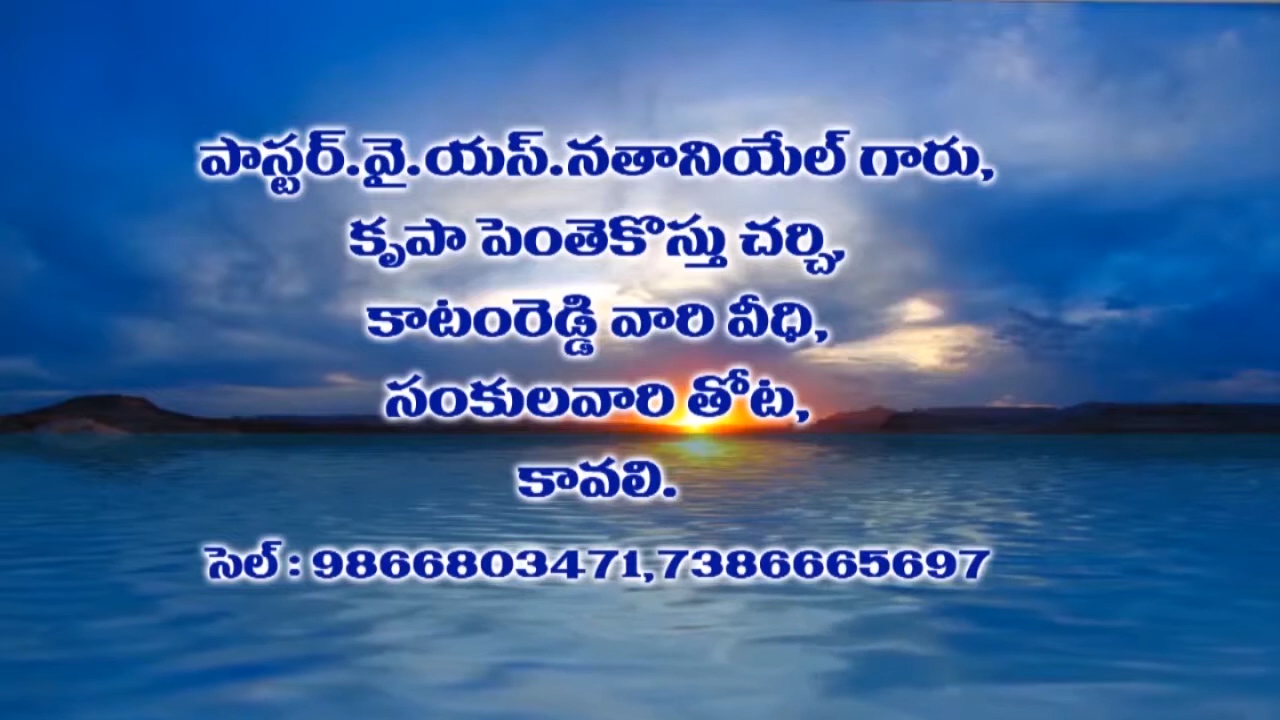 పాస్టర్.వై.యస్.నతానియేల్ గారు,
కృపా పెంతెకొస్తు చర్చి,
కాటంరెడ్డి వారి వీధి,
సంకులవారి తోట,
కావలి.
సెల్ : 9866803471,7386665697